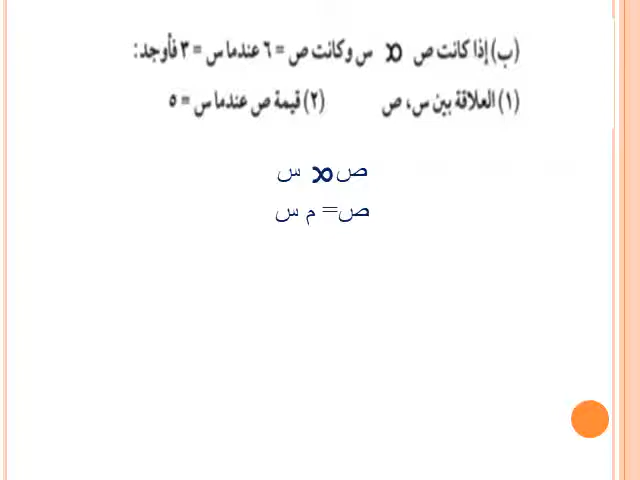 (ب) إذا كانت ص ∝ س وكانت ص = ٦ عندما س = ٣ فأوجد :
(١) العلاقة بين س ، ص (٢) قيمة ص عندما س = ٥
ص ∝ س
ص= م س